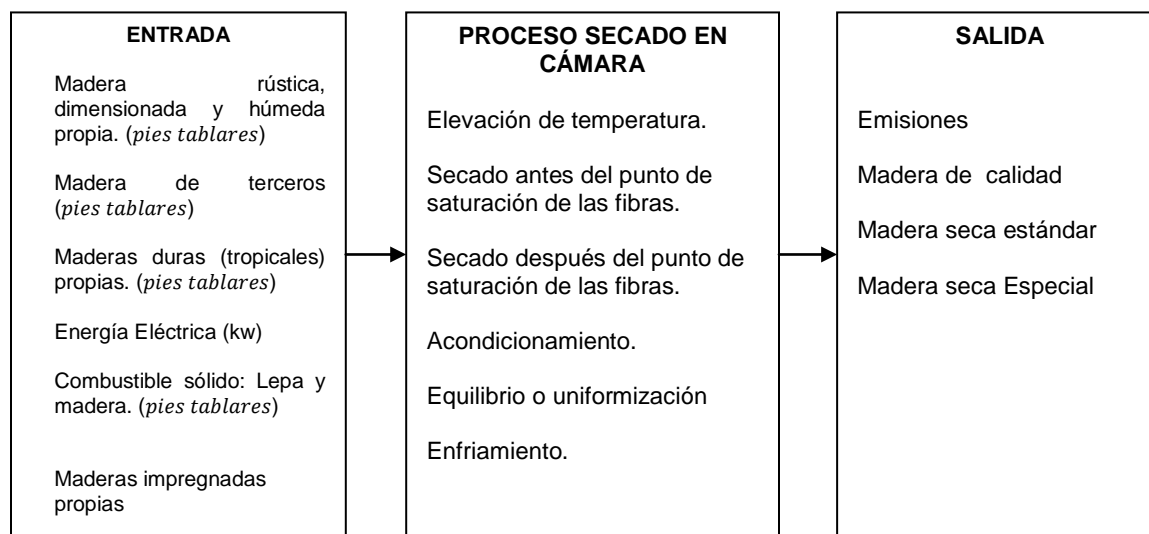 ENTRADA
Madera rústica,
dimensionada y húmeda
propia. (pies tablares)
Madera de terceros
(pies tablares)
Maderas duras (tropicales)
propias. (pies tablares)
Energía Eléctrica (kw)
Combustible sólido: Lepa y
madera. (pies tablares)
Maderas impregnadas
propias
PROCESO SECADO EN
CÁMARA
Elevación de temperatura.
Secado antes del punto de
saturación de las fibras.
Secado después del punto de
saturación de las fibras.
Acondicionamiento.
Equilibrio o uniformización
Enfriamiento.
SALIDA
Emisiones
Madera de calidad
Madera seca estándar
Madera seca Especial